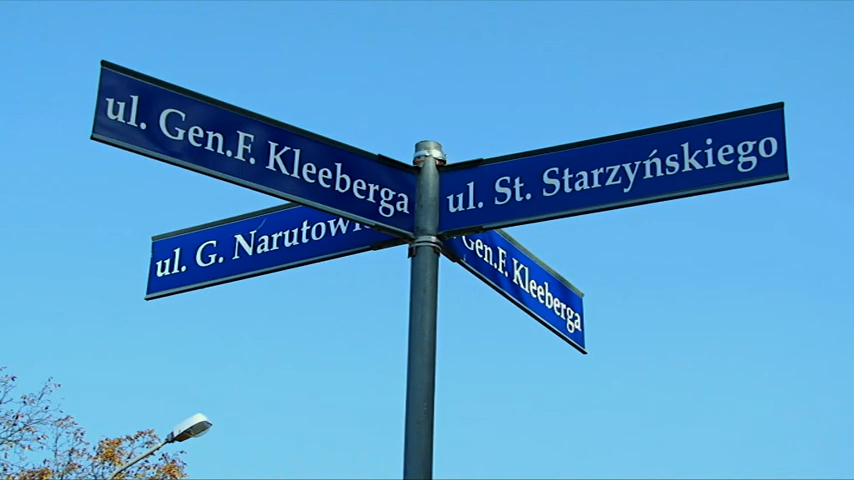 ul. Gen.F. Kleeberga
ul. St. Starzyńskiego
ul. G.
Gen.F. Kleeberga